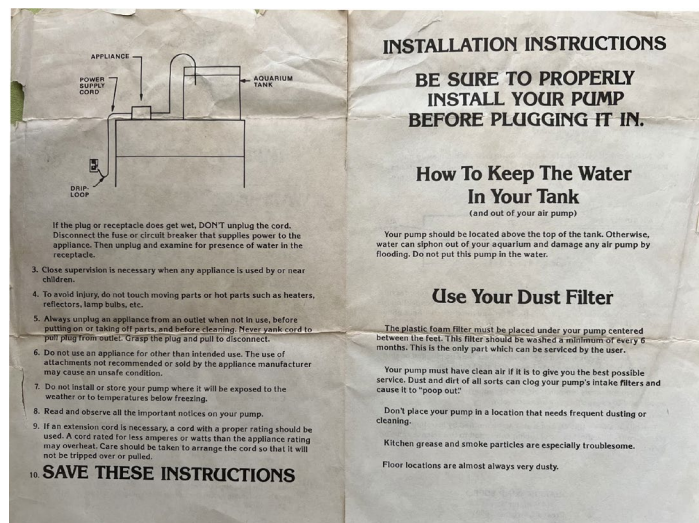 APPLIANCE
POWER
SUPPLY
CORD
AQUARIUM
TANK
DRIP-
LOOP
If the plug or receptacle does get wet, DON'T unplug the cord.
Disconnect the fuse or circuit breaker that supplies power to the
appliance. Then unplug and examine for presence of water in the
receptacle.
3. Close supervision is necessary when any appliance is used by or near
children.
4. To avoid injury, do not touch moving parts or hot parts such as heaters,
reflectors, lamp bulbs, etc.
5. Always unplug an appliance from an outlet when not in use, before
putting on or taking off parts, and before cleaning. Never yank cord to
pull plug from outlet. Grasp the plug and pull to disconnect.
6. Do not use an appliance for other than intended use. The use of
attachments not recommended or sold by the appliance manufacturer
may cause an unsafe condition.
7. Do not install or store your pump where it will be exposed to the
weather or to temperatures below freezing.
8. Read and observe all the important notices on your pump.
9. If an extension cord is necessary, a cord with a proper rating should be
used. A cord rated for less amperes or watts than the appliance rating
may overheat. Care should be taken to arrange the cord so that it will
not be tripped over or pulled.
10. SAVE THESE INSTRUCTIONS
INSTALLATION INSTRUCTIONS
BE SURE TO PROPERLY
INSTALL YOUR PUMP
BEFORE PLUGGING IT IN.
How To Keep The Water
In Your Tank
(and out of your air pump)
Your pump should be located above the top of the tank. Otherwise,
water can siphon out of your aquarium and damage any air pump by
flooding. Do not put this pump in the water.
Use Your Dust Filter
The plastic foam filter must be placed under your pump centered
between the feet. This filter should be washed a minimum of every 6
months. This is the only part which can be serviced by the user.
Your pump must have clean air if it is to give you the best possible
service. Dust and dirt of all sorts can clog your pump's intake filters and
cause it to "poop out."
Don't place your pump in a location that needs frequent dusting or
cleaning.
Kitchen grease and smoke particles are especially troublesome.
Floor locations are almost always very dusty.